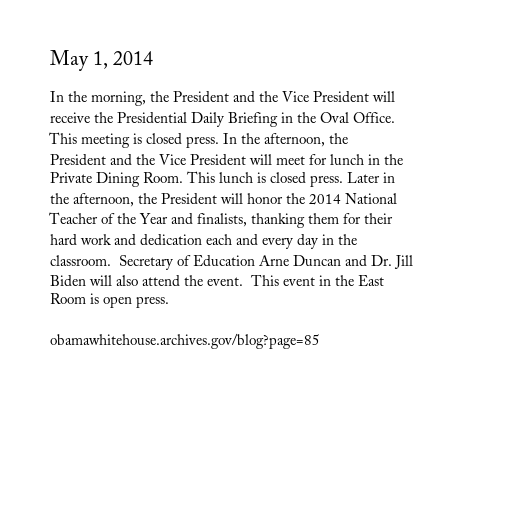 May 1, 2014
In the morning, the President and the Vice President will
receive the Presidential Daily Briefing in the Oval Office.
This meeting is closed press. In the afternoon, the
President and the Vice President will meet for lunch in the
Private Dining Room. This lunch is closed press. Later in
the afternoon, the President will honor the 2014 National
Teacher of the Year and finalists, thanking them for their
hard work and dedication each and every day in the
classroom.  Secretary of Education Arne Duncan and Dr. Jill
Biden will also attend the event.  This event in the East
Room is open press.
obamawhitehouse.archives.gov/blog?page=85